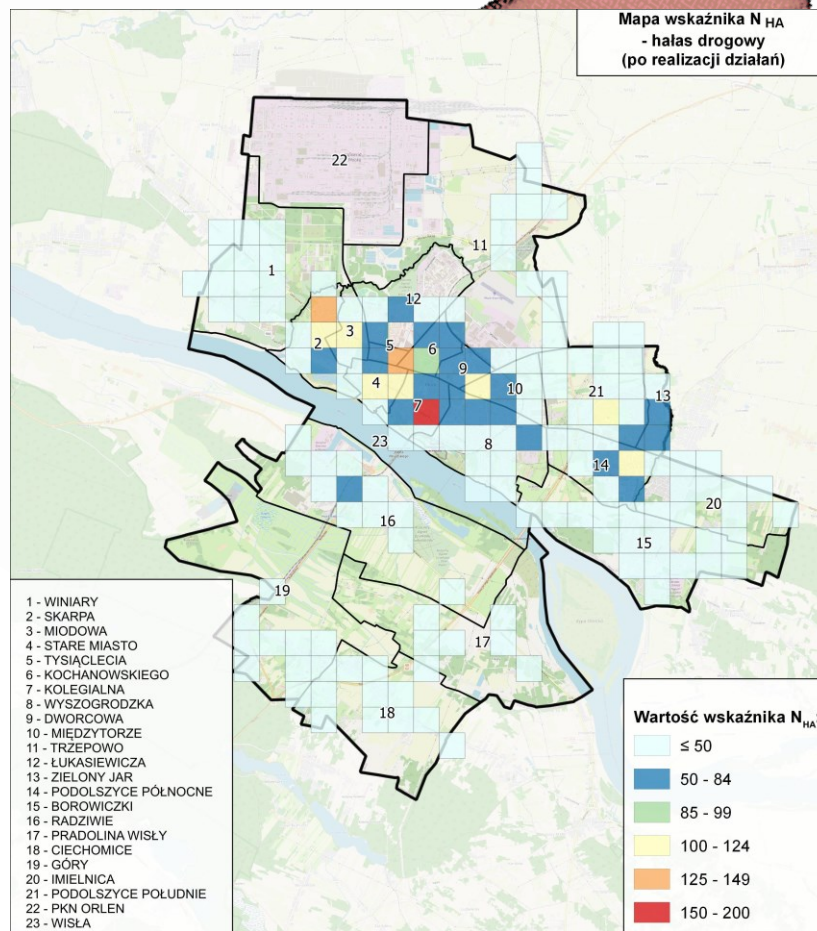 Mapa wskaźnika N HA
- hałas drogowy
(po realizacji działań)
22
11
1
12
3
2
5
6
9
4
10
21
13
7
23
8
14
20
16
15
19
17
18
1 - WINIARY
2 - SKARPA
3 - MIODOWA
4 - STARE MIASTO
5 - TYSIĄCLECIA
6 - KOCHANOWSKIEGO
7 - KOLEGIALNA
8 - WYSZOGRODZKA
9 - DWORCOWA
10 - MIĘDZYTORZE
11 - TRZEPOWO
12 - ŁUKASIEWICZA
13 - ZIELONY JAR
14 - PODOLSZYCE PÓŁNOCNE
15 - BOROWICZKI
16 - RADZIWIE
17 - PRADOLINA WISŁY
18 - CIECHOMICE
19 - GÓRY
20 - IMIELNICA
21 - PODOLSZYCE POŁUDNIE
22 - PKN ORLEN
23 - WISŁA
Wartość wskaźnika N HA:
≤ 50
50 - 84
85 - 99
100 - 124
125 - 149
150 - 200